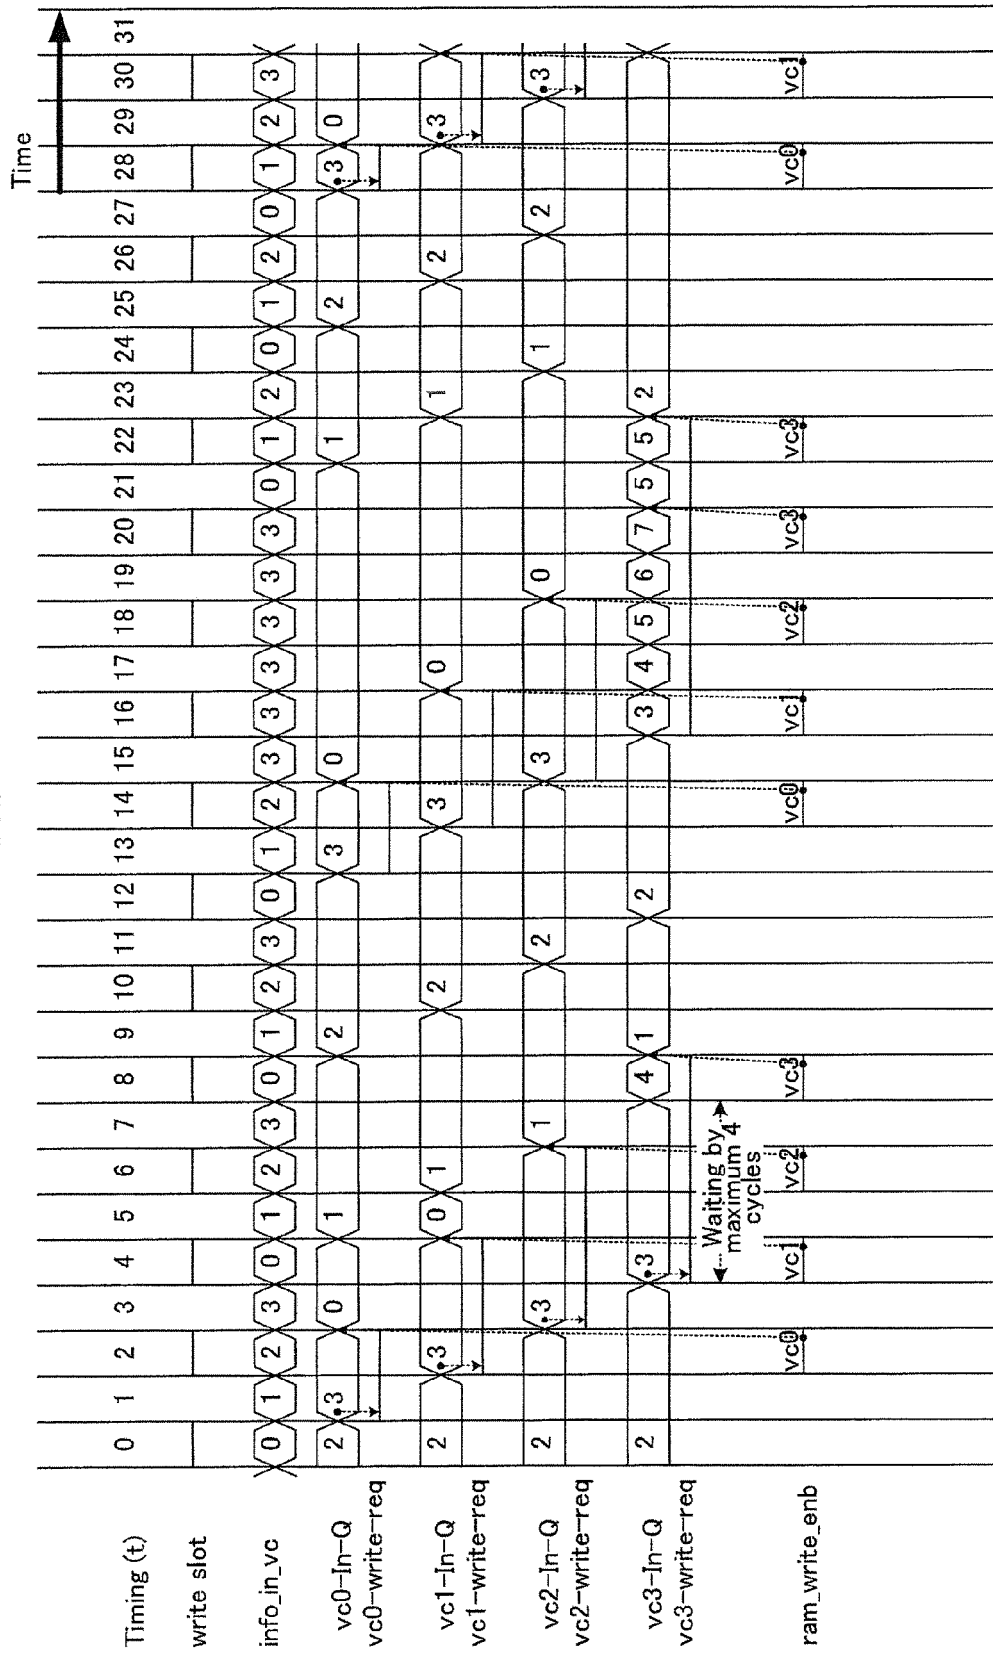 Time
Timing (t) 0 1 2 3 4 5 6 7 8 9 10 11 12 13 14 15 16 17 18 19 20 21 22 23 24 25 26 27 28 29 30 31
write slot
info_in_vc 0 1 2 3 0 1 2 3 0 1 2 3 0 1 2 3 3 3 3 3 3 0 1 2 0 1 2 0 1 2 3
vc0-In-Q 2 3 0 1 2 3 0 1 2 3 0
vc0-write-req
vc1-In-Q 2 3 0 1 2 3 0 1 2 3
vc1-write-req
vc2-In-Q 2 3 1 2 3 0 1 2 3
vc2-write-req
vc3-In-Q 2 3 4 1 2 3 4 5 6 7 5 5 2
vc3-write-req
Waiting by
maximum 4
cycles
ram_write_enb vc0 vc1 vc2 vc3 vc0 vc1 vc2 vc3 vc3 vc0 vc1